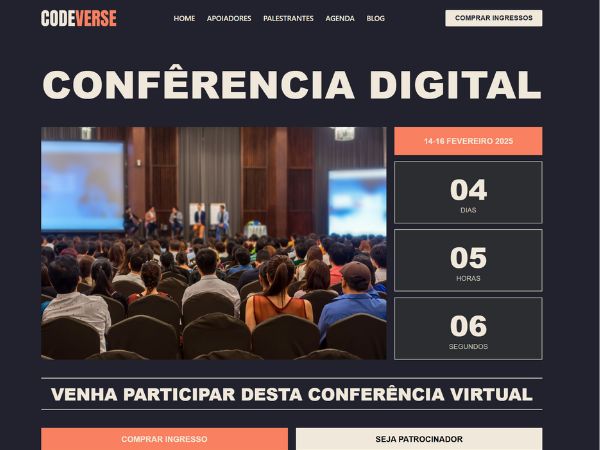 CODEVERSE
HOME APOIADORES PALESTRANTES AGENDA BLOG
COMPRAR INGRESSOS
CONFÊRENCIA DIGITAL
14-16 FEVEREIRO 2025
04
DIAS
05
HORAS
06
SEGUNDOS
VENHA PARTICIPAR DESTA CONFERÊNCIA VIRTUAL
COMPRAR INGRESSO
SEJA PATROCINADOR